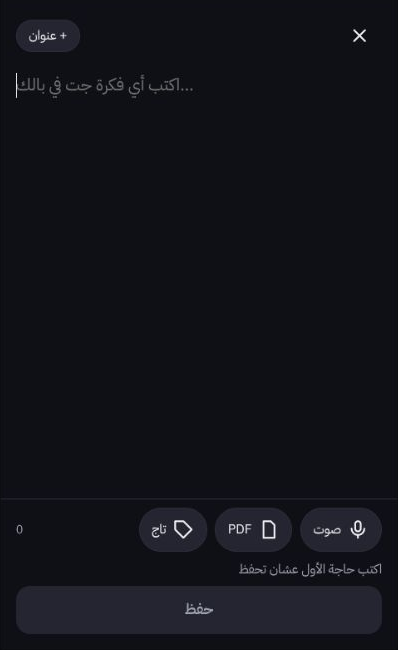 + عنوان
اكتب أي فكرة جت في بالك...
صوت
PDF
تاج
0
اكتب حاجة الأول عشان تحفظ
حفظ